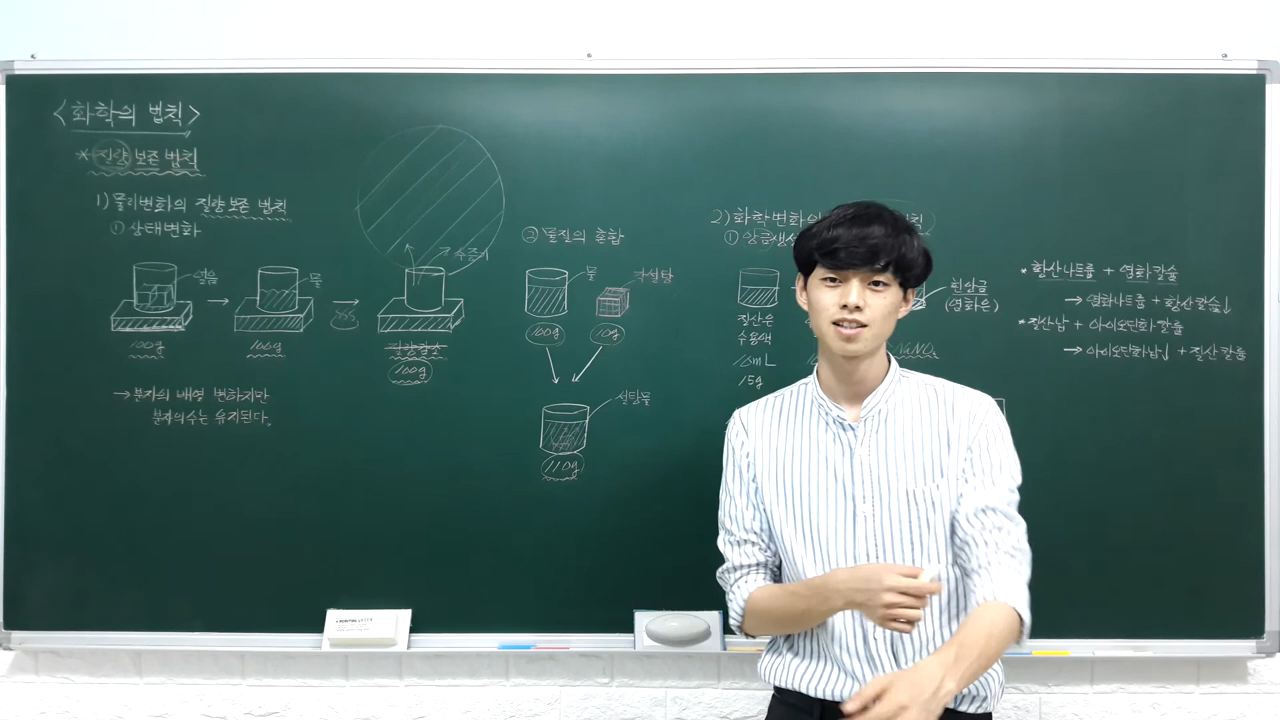 <화학의 법칙>
* 질량 보존 법칙
1) 물리변화의 질량 보존 법칙
① 상태변화
얼음
물
수증기
100g
100g
질량감소
100g
→ 분자의 배열 변하지만
분자의 수는 유지된다.
② 물질의 혼합
물
각설탕
100g
10g
설탕물
110g
2) 화학변화의 칙
① 앙금생성
질산은
수용액
10mL
15g
흰앙금
(염화은)
NaNO₃
* 황산나트륨 + 염화칼슘
→ 염화나트륨 + 황산칼슘↓
* 질산납 + 아이오딘화칼륨
→ 아이오딘화납↓ + 질산칼륨